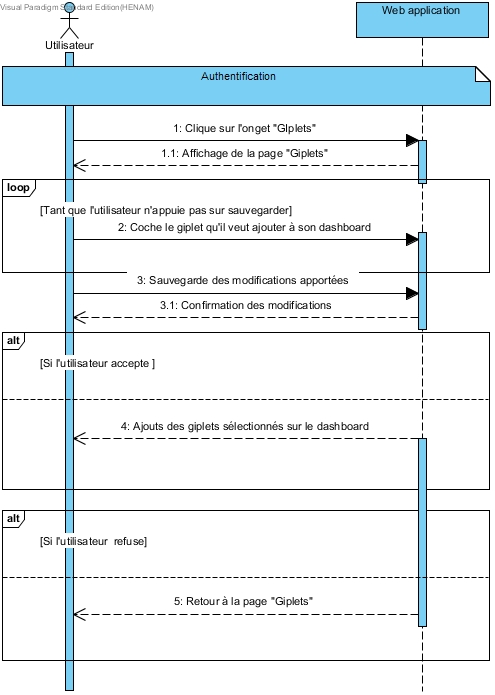 Visual Paradigm Standard Edition(HENAM)
Web application
Utilisateur
Authentification
1: Clique sur l'onget "GIplets"
1.1: Affichage de la page "Giplets"
loop
[Tant que l'utilisateur n'appuie pas sur sauvegarder]
2: Coche le giplet qu'il veut ajouter à son dashboard
3: Sauvegarde des modifications apportées
3.1: Confirmation des modifications
alt
[Si l'utilisateur accepte ]
4: Ajouts des giplets sélectionnés sur le dashboard
alt
[Si l'utilisateur  refuse]
5: Retour à la page "Giplets"